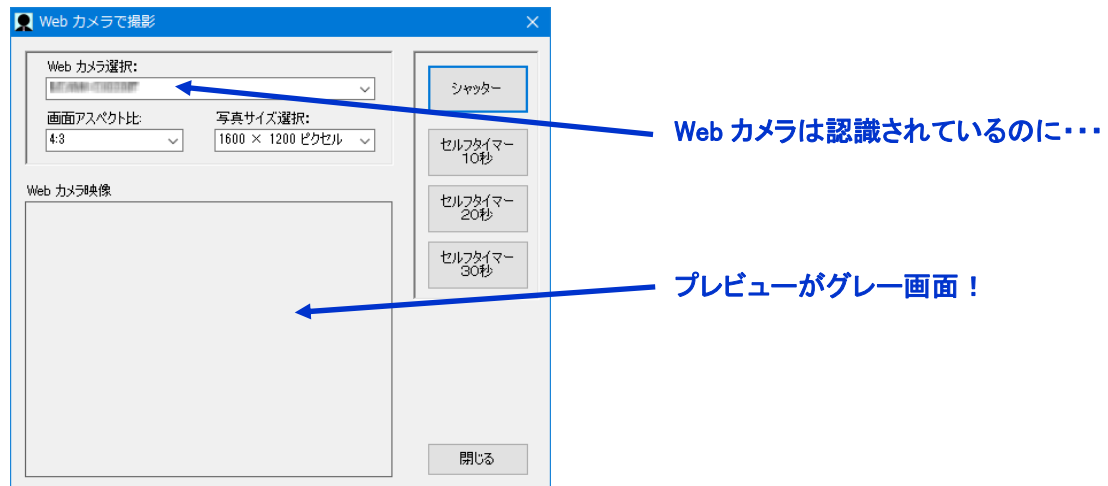 Web カメラで撮影
Web カメラ選択:
画面アスペクト比:
写真サイズ選択:
4:3
1600 × 1200 ピクセル
Web カメラ映像
シャッター
セルフタイマー
10秒
セルフタイマー
20秒
セルフタイマー
30秒
閉じる
Web カメラは認識されているのに・・・
プレビューがグレー画面！